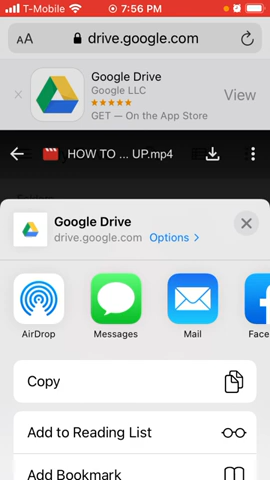 T-Mobile
7:56 PM
AA
drive.google.com
Google Drive
Google LLC
GET — On the App Store
View
HOW TO ... UP.mp4
Google Drive
drive.google.com Options >
AirDrop
Messages
Mail
Face
Copy
Add to Reading List
Add Bookmark